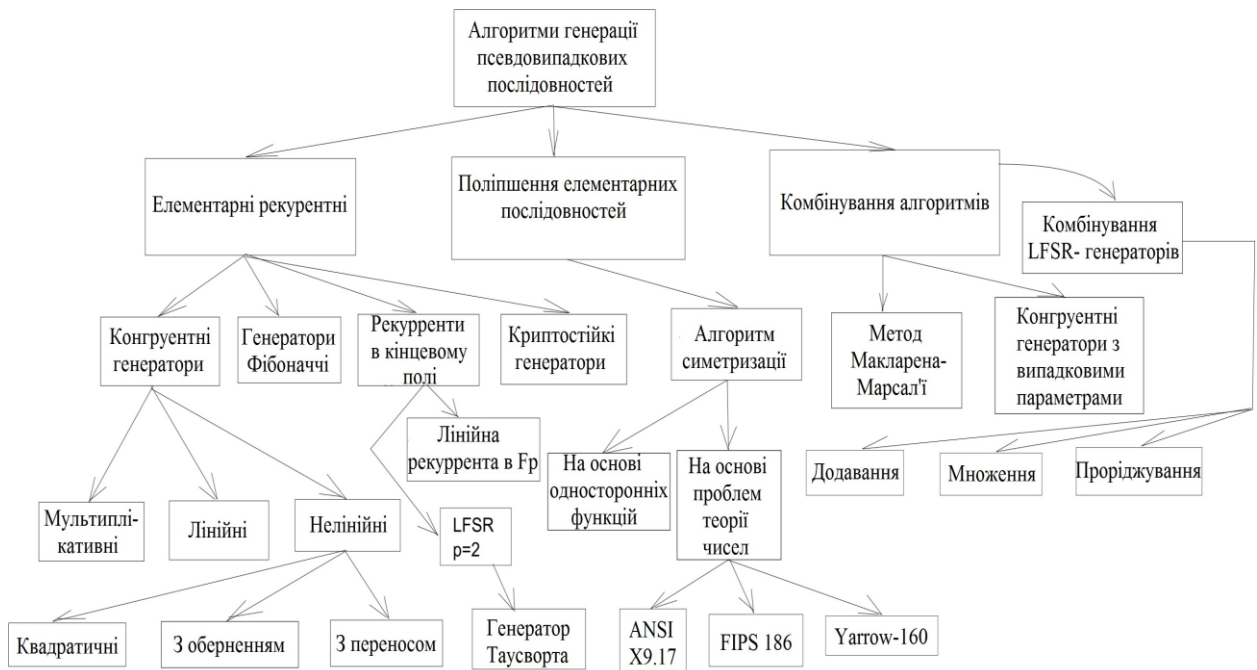 Алгоритми генерації
псевдовипадкових
послідовностей
Елементарні рекурентні
Поліпшення елементарних
послідовностей
Комбінування алгоритмів
Комбінування
LFSR- генераторів
Конгруентні
генератори
Генератори
Фібоначчі
Рекурренти
в кінцевому
полі
Криптостійкі
генератори
Алгоритм
симетризації
Метод
Макларена-
Марсал'ї
Конгруентні
генератори з
випадковими
параметрами
Лінійна
рекуррента в Fp
На основі
односторонніх
функцій
На основі
проблем
теорії
чисел
Додавання
Множення
Проріджування
Мультиплі-
кативні
Лінійні
Нелінійні
LFSR
p=2
Квадратичні
З оберненням
З переносом
Генератор
Таусворта
ANSI
X9.17
FIPS 186
Yarrow-160